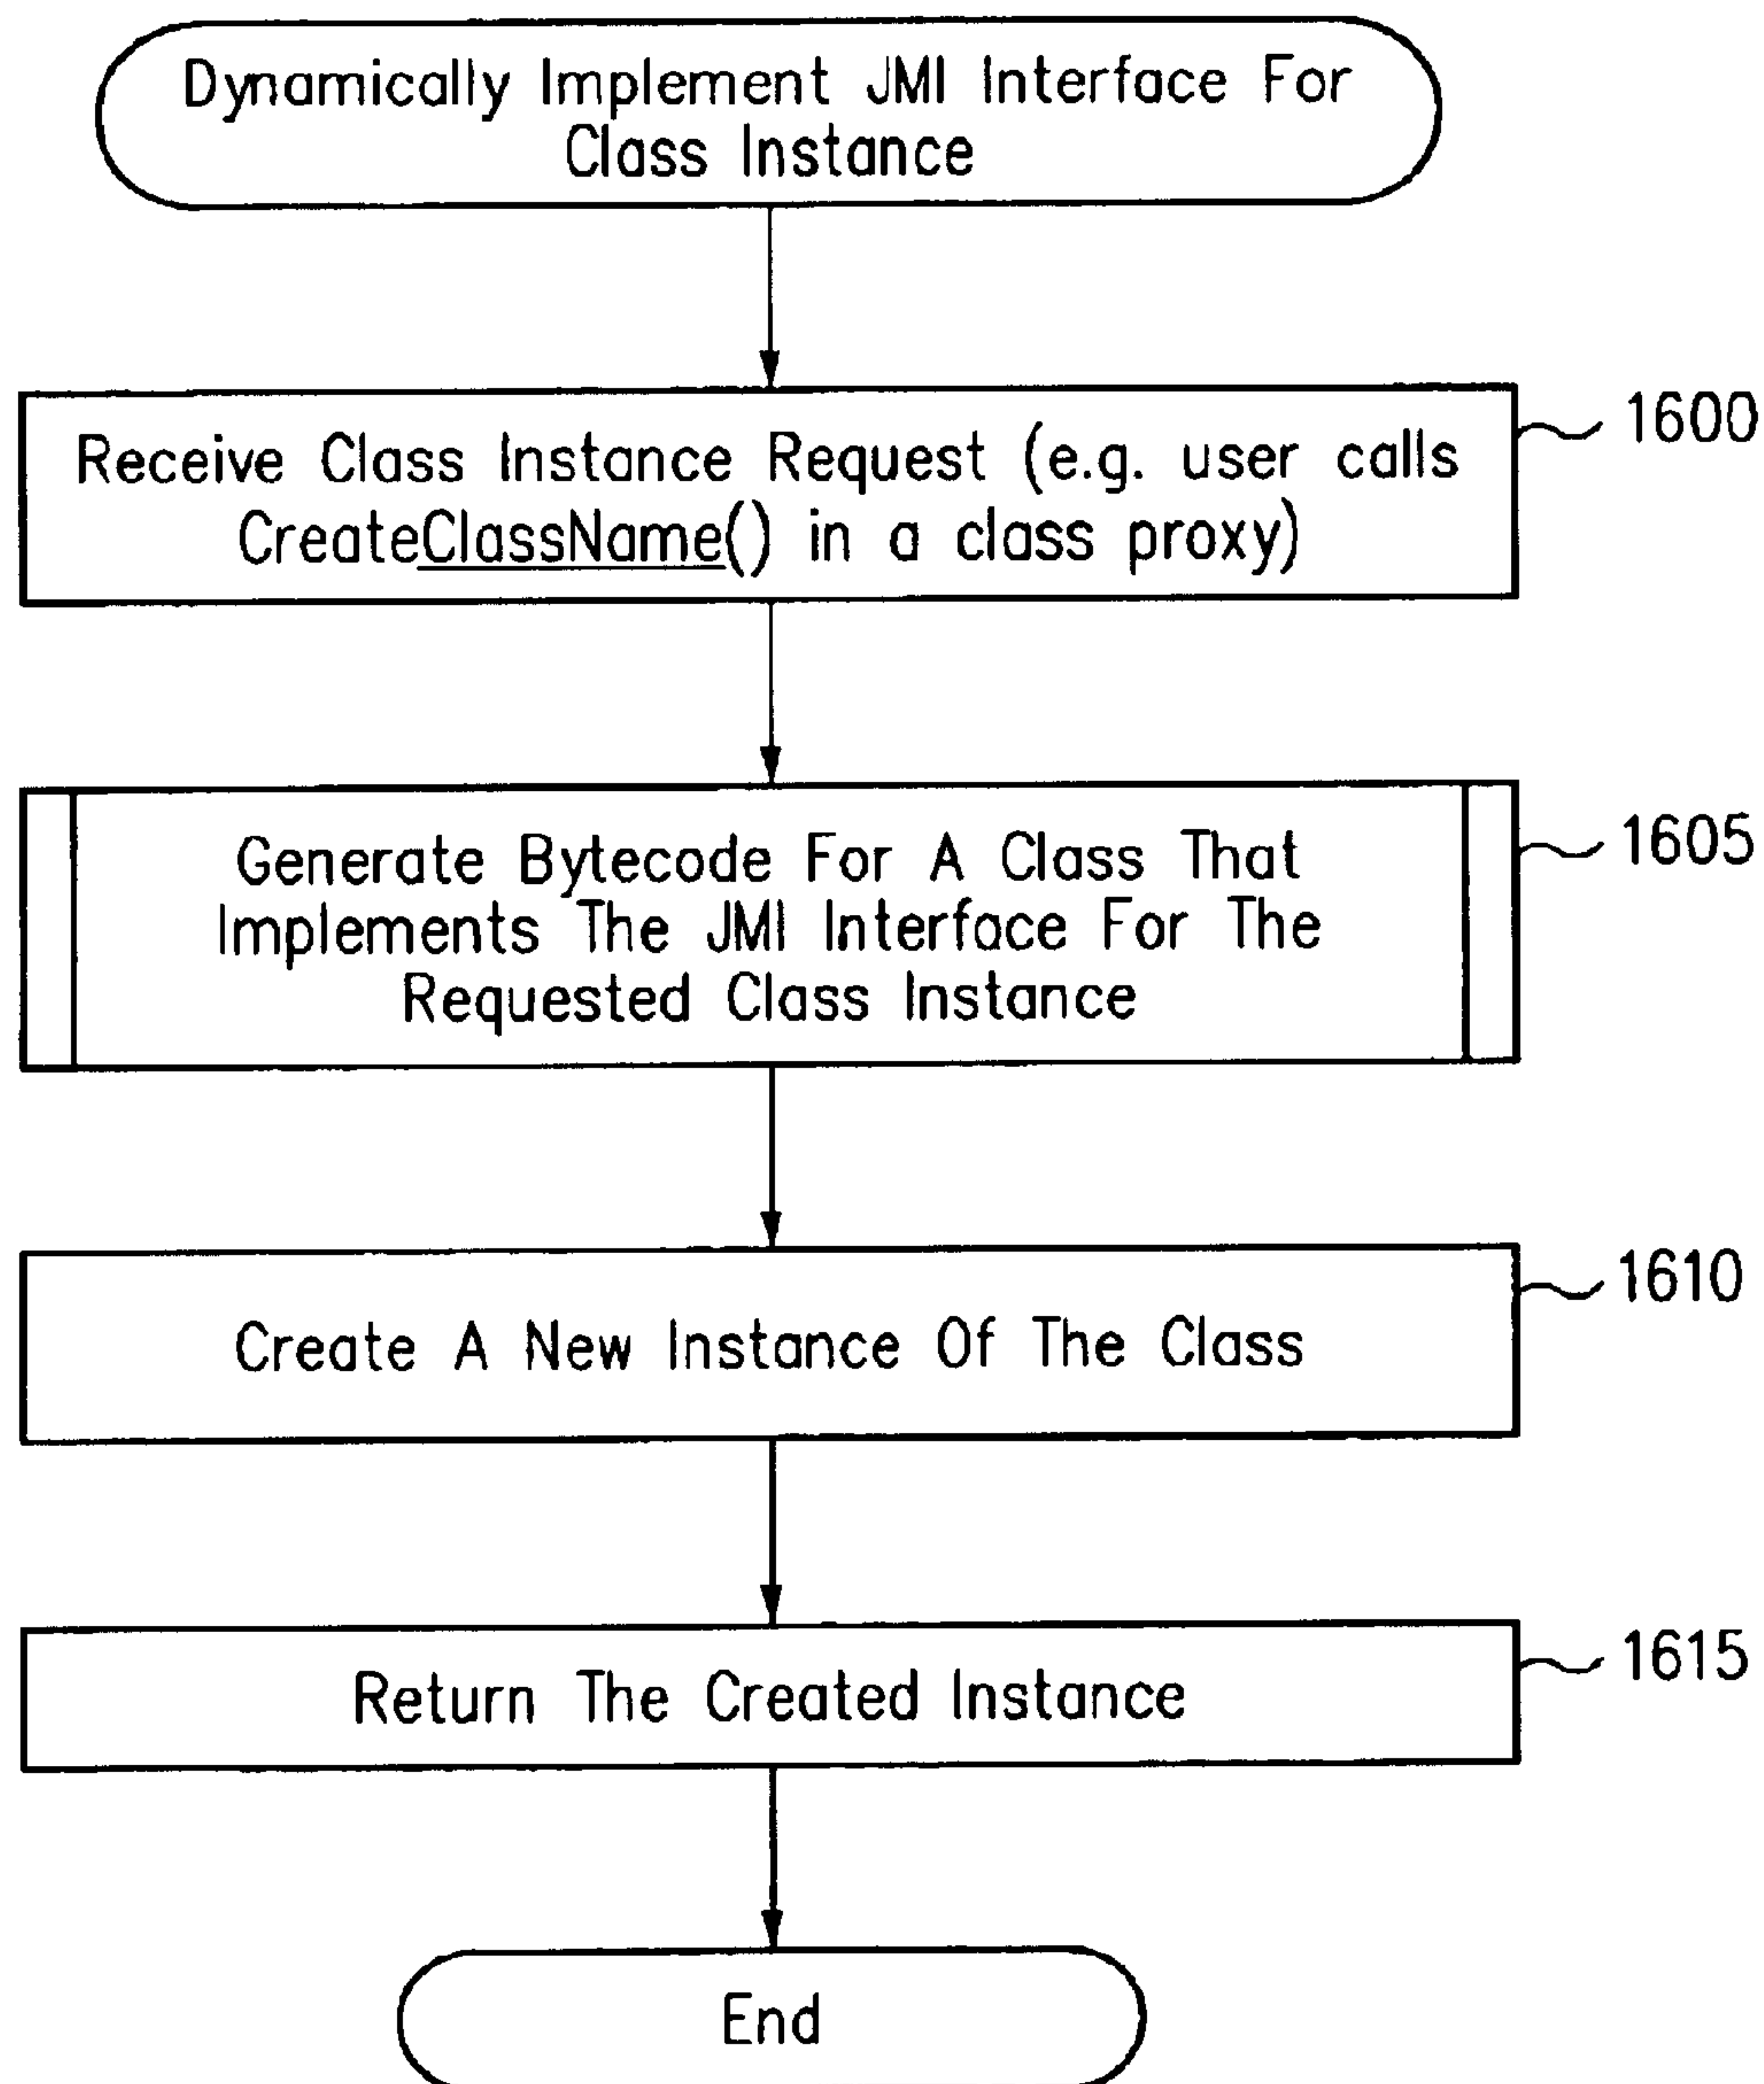 Dynamically Implement JMI Interface For
Class Instance
1600
Receive Class Instance Request (e.g. user calls
CreateClassName() in a class proxy)
1605
Generate Bytecode For A Class That
Implements The JMI Interface For The
Requested Class Instance
1610
Create A New Instance Of The Class
1615
Return The Created Instance
End